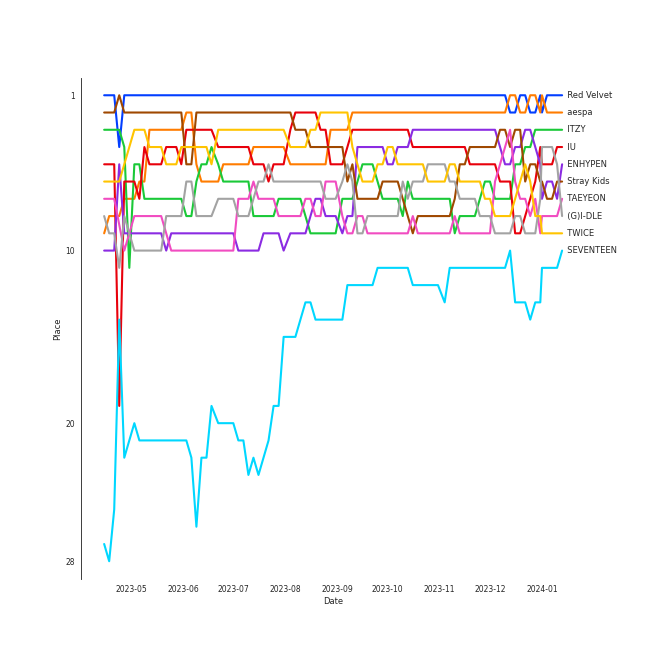 1
10
20
28
Place
2023-05
2023-06
2023-07
2023-08
2023-09
2023-10
2023-11
2023-12
2024-01
Date
Red Velvet
aespa
ITZY
IU
ENHYPEN
Stray Kids
TAEYEON
(G)I-DLE
TWICE
SEVENTEEN